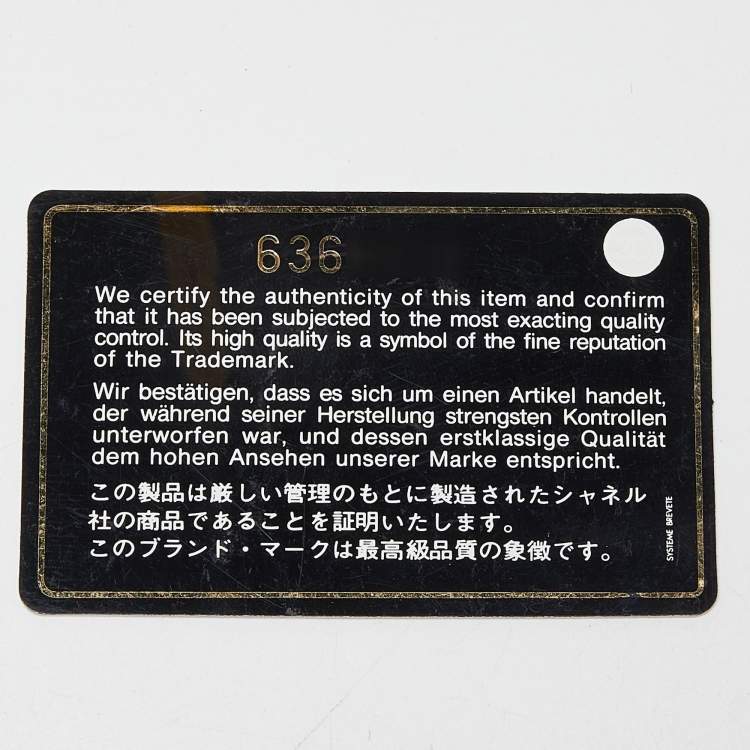 636
We certify the authenticity of this item and confirm
that it has been subjected to the most exacting quality
control. Its high quality is a symbol of the fine reputation
of the Trademark.
Wir bestätigen, dass es sich um einen Artikel handelt,
der während seiner Herstellung strengsten Kontrollen
unterworfen war, und dessen erstklassige Qualität
dem hohen Ansehen unserer Marke entspricht.
この製品は厳しい管理のもとに製造されたシャネル
社の商品であることを証明いたします。
このブランド・マークは最高級品質の象徴です。
SYSTEME BREVETE